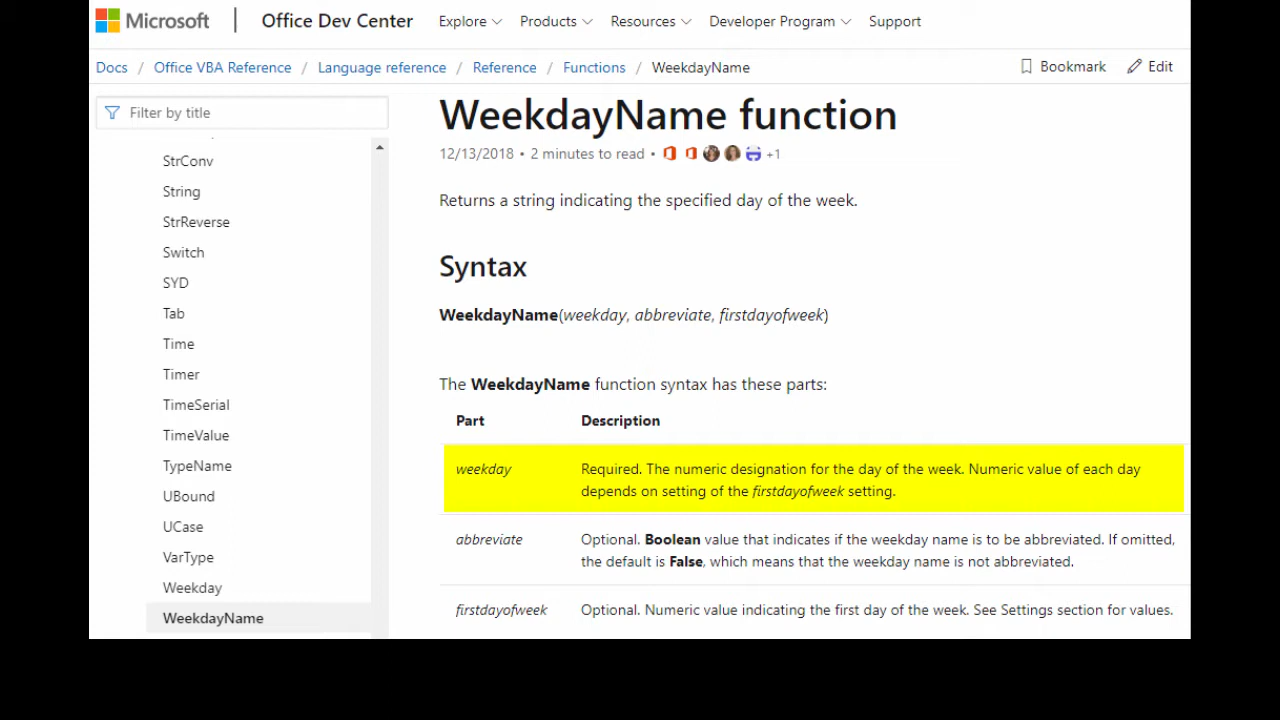 Microsoft | Office Dev Center Explore Products Resources Developer Program Support
Docs / Office VBA Reference / Language reference / Reference / Functions / WeekdayName Bookmark Edit
Filter by title
StrConv
String
StrReverse
Switch
SYD
Tab
Time
Timer
TimeSerial
TimeValue
TypeName
UBound
UCase
VarType
Weekday
WeekdayName
WeekdayName function
12/13/2018 • 2 minutes to read • +1
Returns a string indicating the specified day of the week.
Syntax
WeekdayName(weekday, abbreviate, firstdayofweek)
The WeekdayName function syntax has these parts:
Part Description
weekday Required. The numeric designation for the day of the week. Numeric value of each day
depends on setting of the firstdayofweek setting.
abbreviate Optional. Boolean value that indicates if the weekday name is to be abbreviated. If omitted,
the default is False, which means that the weekday name is not abbreviated.
firstdayofweek Optional. Numeric value indicating the first day of the week. See Settings section for values.